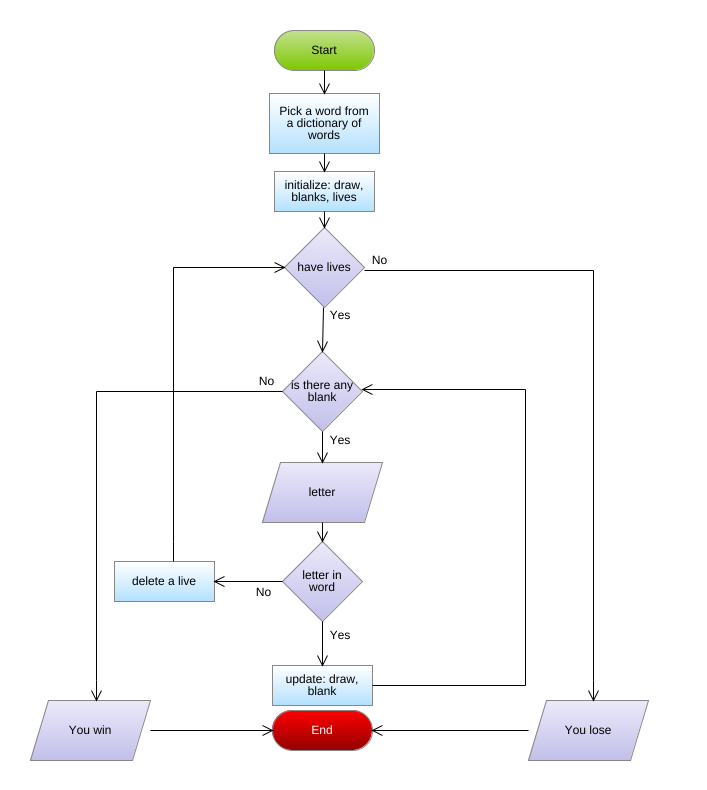 Start
Pick a word from
a dictionary of
words
initialize: draw,
blanks, lives
have lives
No
Yes
No
is there any
blank
Yes
letter
letter in
word
delete a live
No
Yes
update: draw,
blank
You win
End
You lose